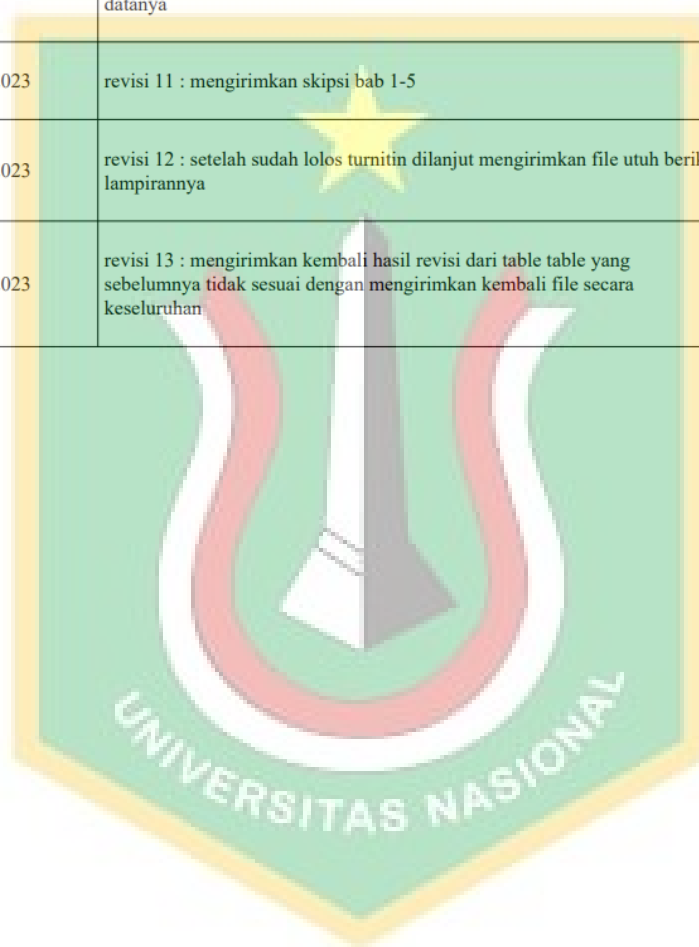 datanya
023
revisi 11 : mengirimkan skipsi bab 1-5
023
revisi 12 : setelah sudah lolos turnitin dilanjut mengirimkan file utuh
lampirannya
023
revisi 13 : mengirimkan kembali hasil revisi dari table table yang
sebelumnya tidak sesuai dengan mengirimkan kembali file secara
keseluruhan
UNIVERSITAS NASIONAL